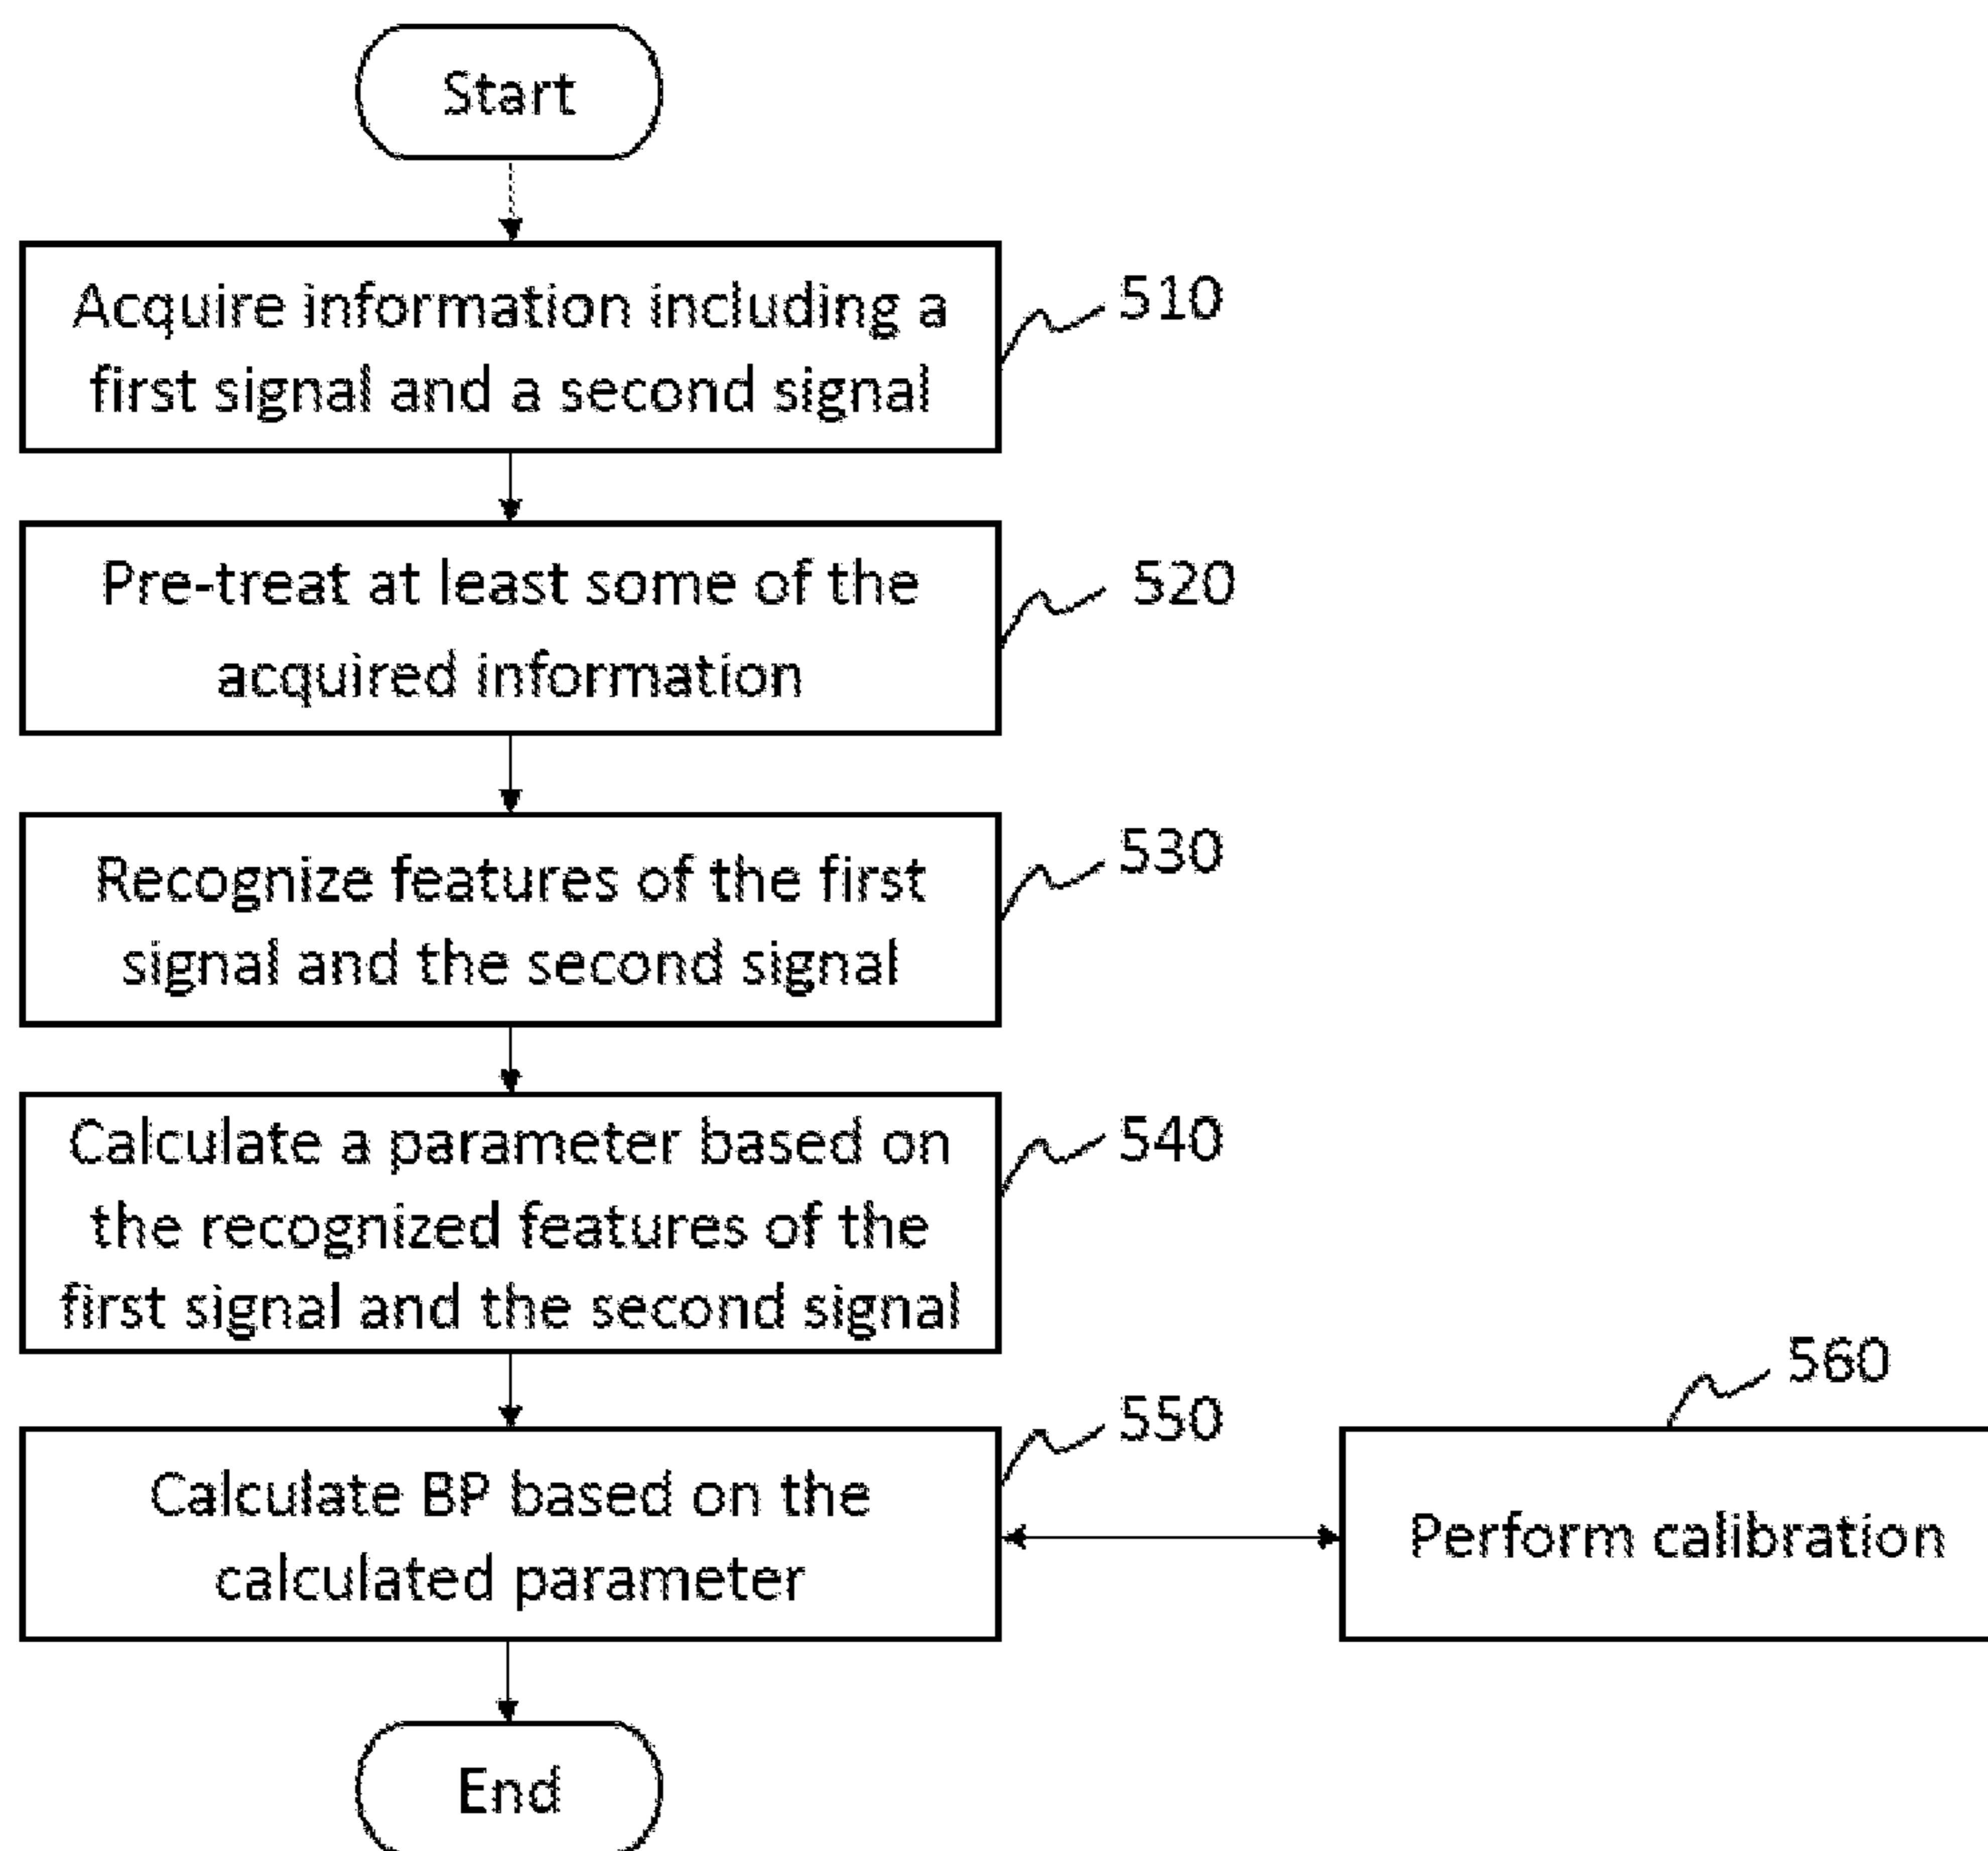 Start
Acquire information including a
first signal and a second signal
510
Pre-treat at least some of the
acquired information
520
Recognize features of the first
signal and the second signal
530
Calculate a parameter based on
the recognized features of the
first signal and the second signal
540
Calculate BP based on the
calculated parameter
550
Perform calibration
560
End